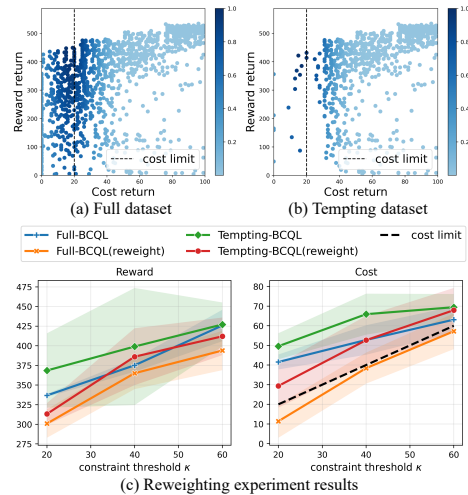 1.0
0.8
0.6
0.4
0.2
500
400
300
200
100
0
Reward return
0 20 40 60 80 100
Cost return
cost limit
(a) Full dataset
1.0
0.8
0.6
0.4
0.2
500
400
300
200
100
0
Reward return
0 20 40 60 80 100
Cost return
cost limit
(b) Tempting dataset
Full-BCQL
Tempting-BCQL
cost limit
Full-BCQL(reweight)
Tempting-BCQL(reweight)
Reward
475
450
425
400
375
350
325
300
275
20 30 40 50 60
constraint threshold κ
Cost
80
70
60
50
40
30
20
10
0
20 30 40 50 60
constraint threshold κ
(c) Reweighting experiment results